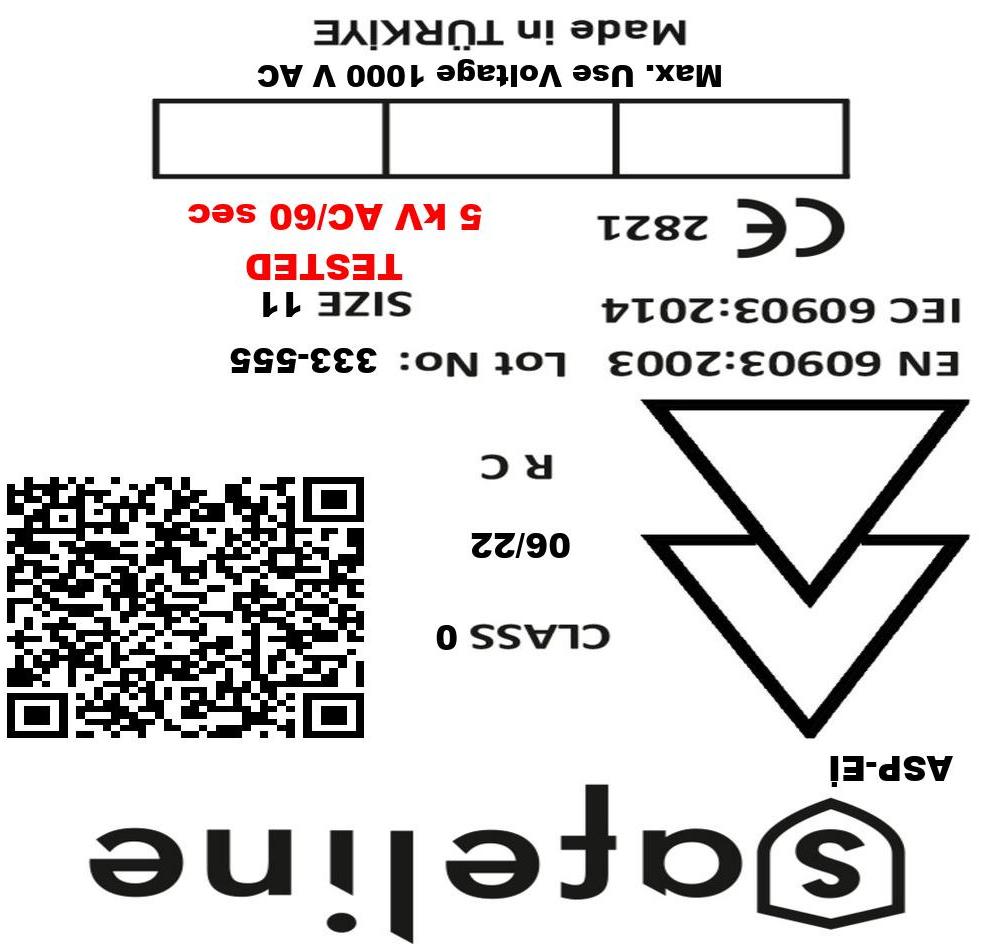 safeline
ASP-Ei
CLASS 0
06/22
R C
EN 60903:2003 Lot No: 333-555
IEC 60903:2014 SIZE 11
TESTED
CE 2821 5 kV AC/60 sec
Max. Use Voltage 1000 V AC
Made in TÜRKİYE